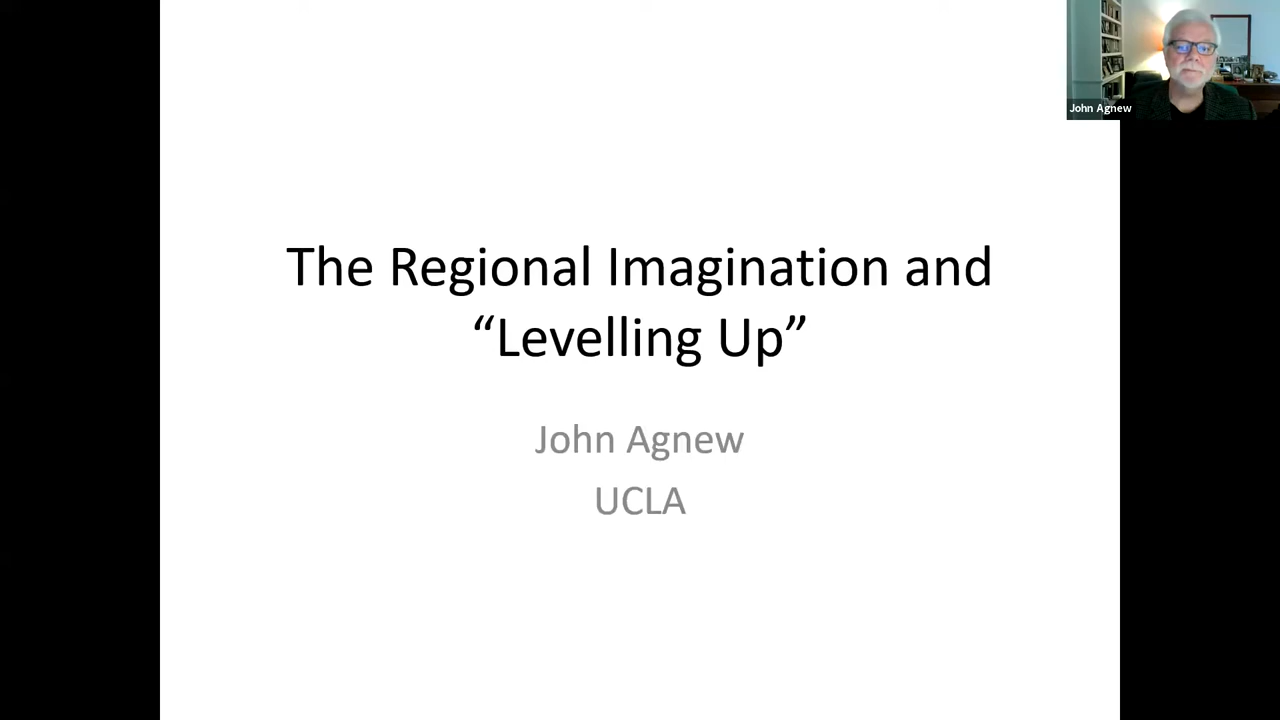 John Agnew
The Regional Imagination and
“Levelling Up”
John Agnew
UCLA